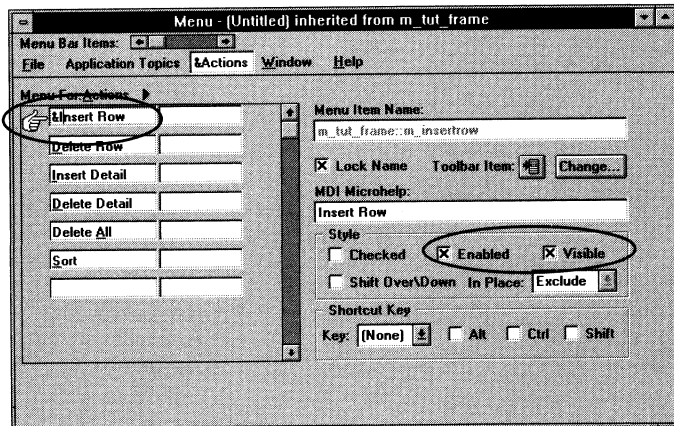 Menu - (Untitled) inherited from m_tut_frame
Menu Bar Items:
File Application Topics &Actions Window Help
Menu For Actions
&Insert Row
Delete Row
Insert Detail
Delete Detail
Delete All
Sort
Menu Item Name:
m_tut_frame::m_insertrow
Lock Name Toolbar Item: Change...
MDI Microhelp:
Insert Row
Style
Checked Enabled Visible
Shift Over\Down In Place: Exclude
Shortcut Key
Key: (None) Alt Ctrl Shift